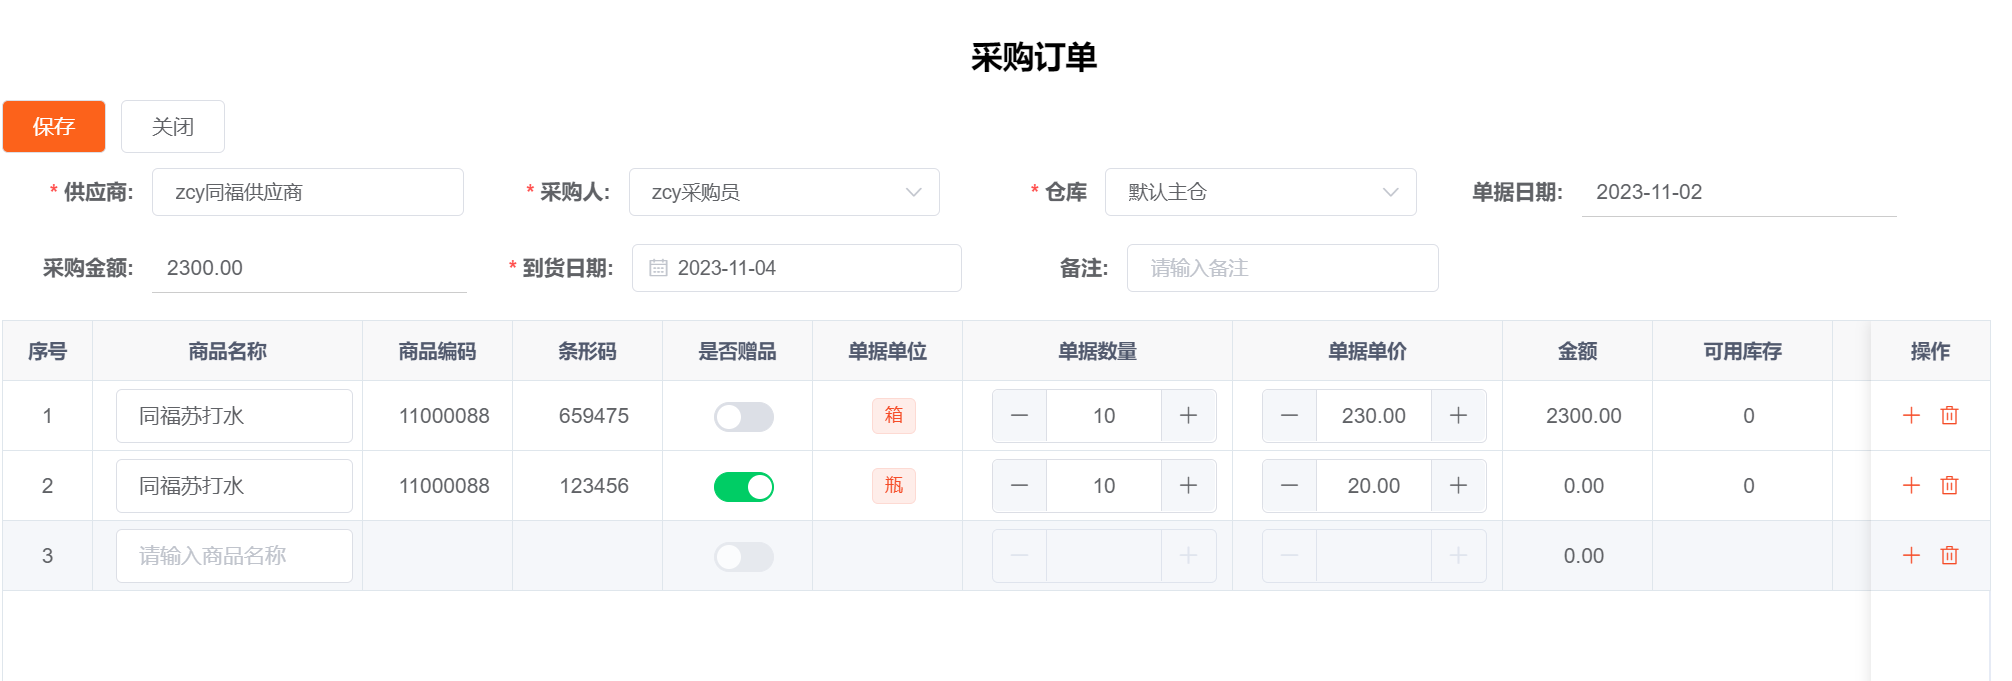 采购订单
保存 关闭
* 供应商: zcy同福供应商 * 采购人: zcy采购员 * 仓库 默认主仓 单据日期: 2023-11-02
采购金额: 2300.00 * 到货日期: 2023-11-04 备注: 请输入备注
序号 商品名称 商品编码 条形码 是否赠品 单据单位 单据数量 单据单价 金额 可用库存 操作
1 同福苏打水 11000088 659475 箱 — 10 + — 230.00 + 2300.00 0 +
2 同福苏打水 11000088 123456 瓶 — 10 + — 20.00 + 0.00 0 +
3 请输入商品名称 — + — + 0.00 +